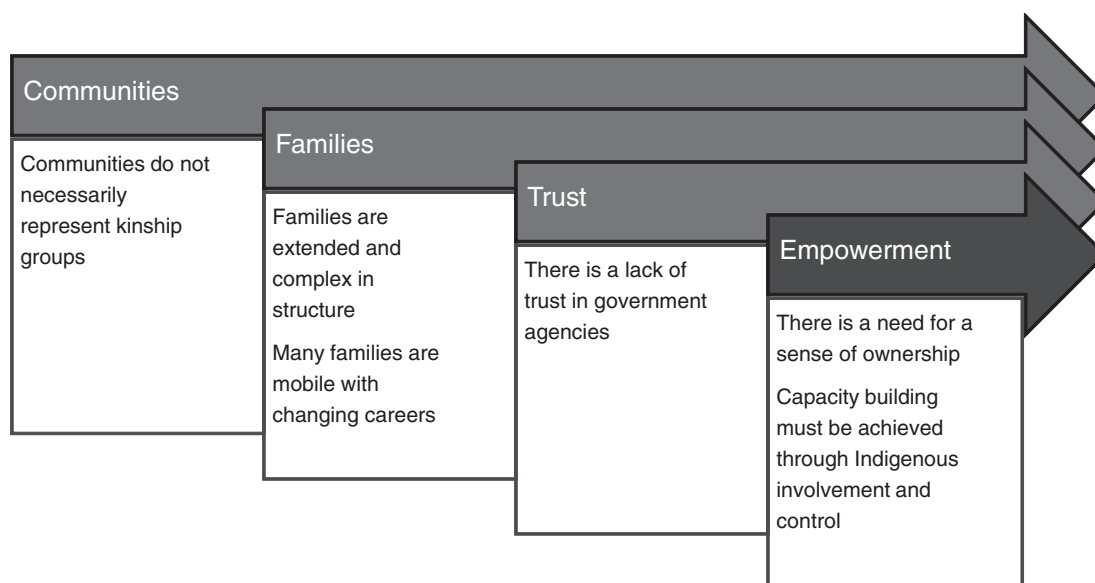 Communities
Communities do not
necessarily
represent kinship
groups
Families
Families are
extended and
complex in
structure
Many families are
mobile with
changing careers
Trust
There is a lack of
trust in government
agencies
Empowerment
There is a need for a
sense of ownership
Capacity building
must be achieved
through Indigenous
involvement and
control